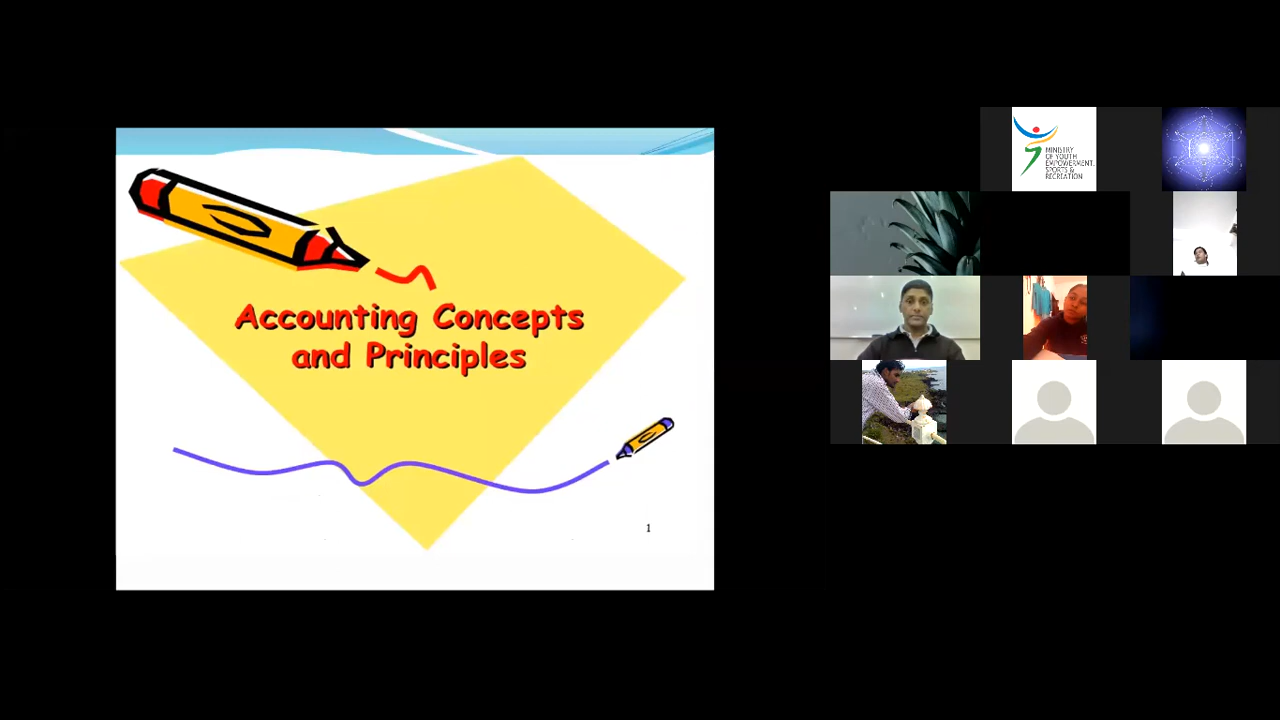 Accounting Concepts
and Principles
1
MINISTRY
OF YOUTH
EMPOWERMENT,
SPORTS &
RECREATION